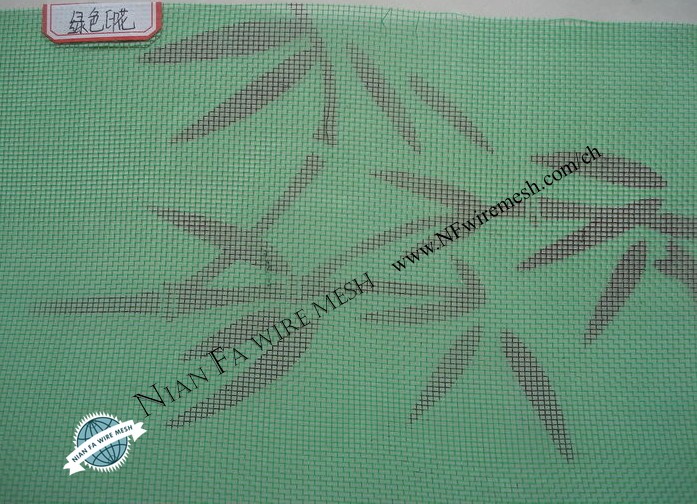 绿色印花
www.NFwiremesh.com/ch
NIAN FA WIRE MESH
NIAN FA WIRE MESH